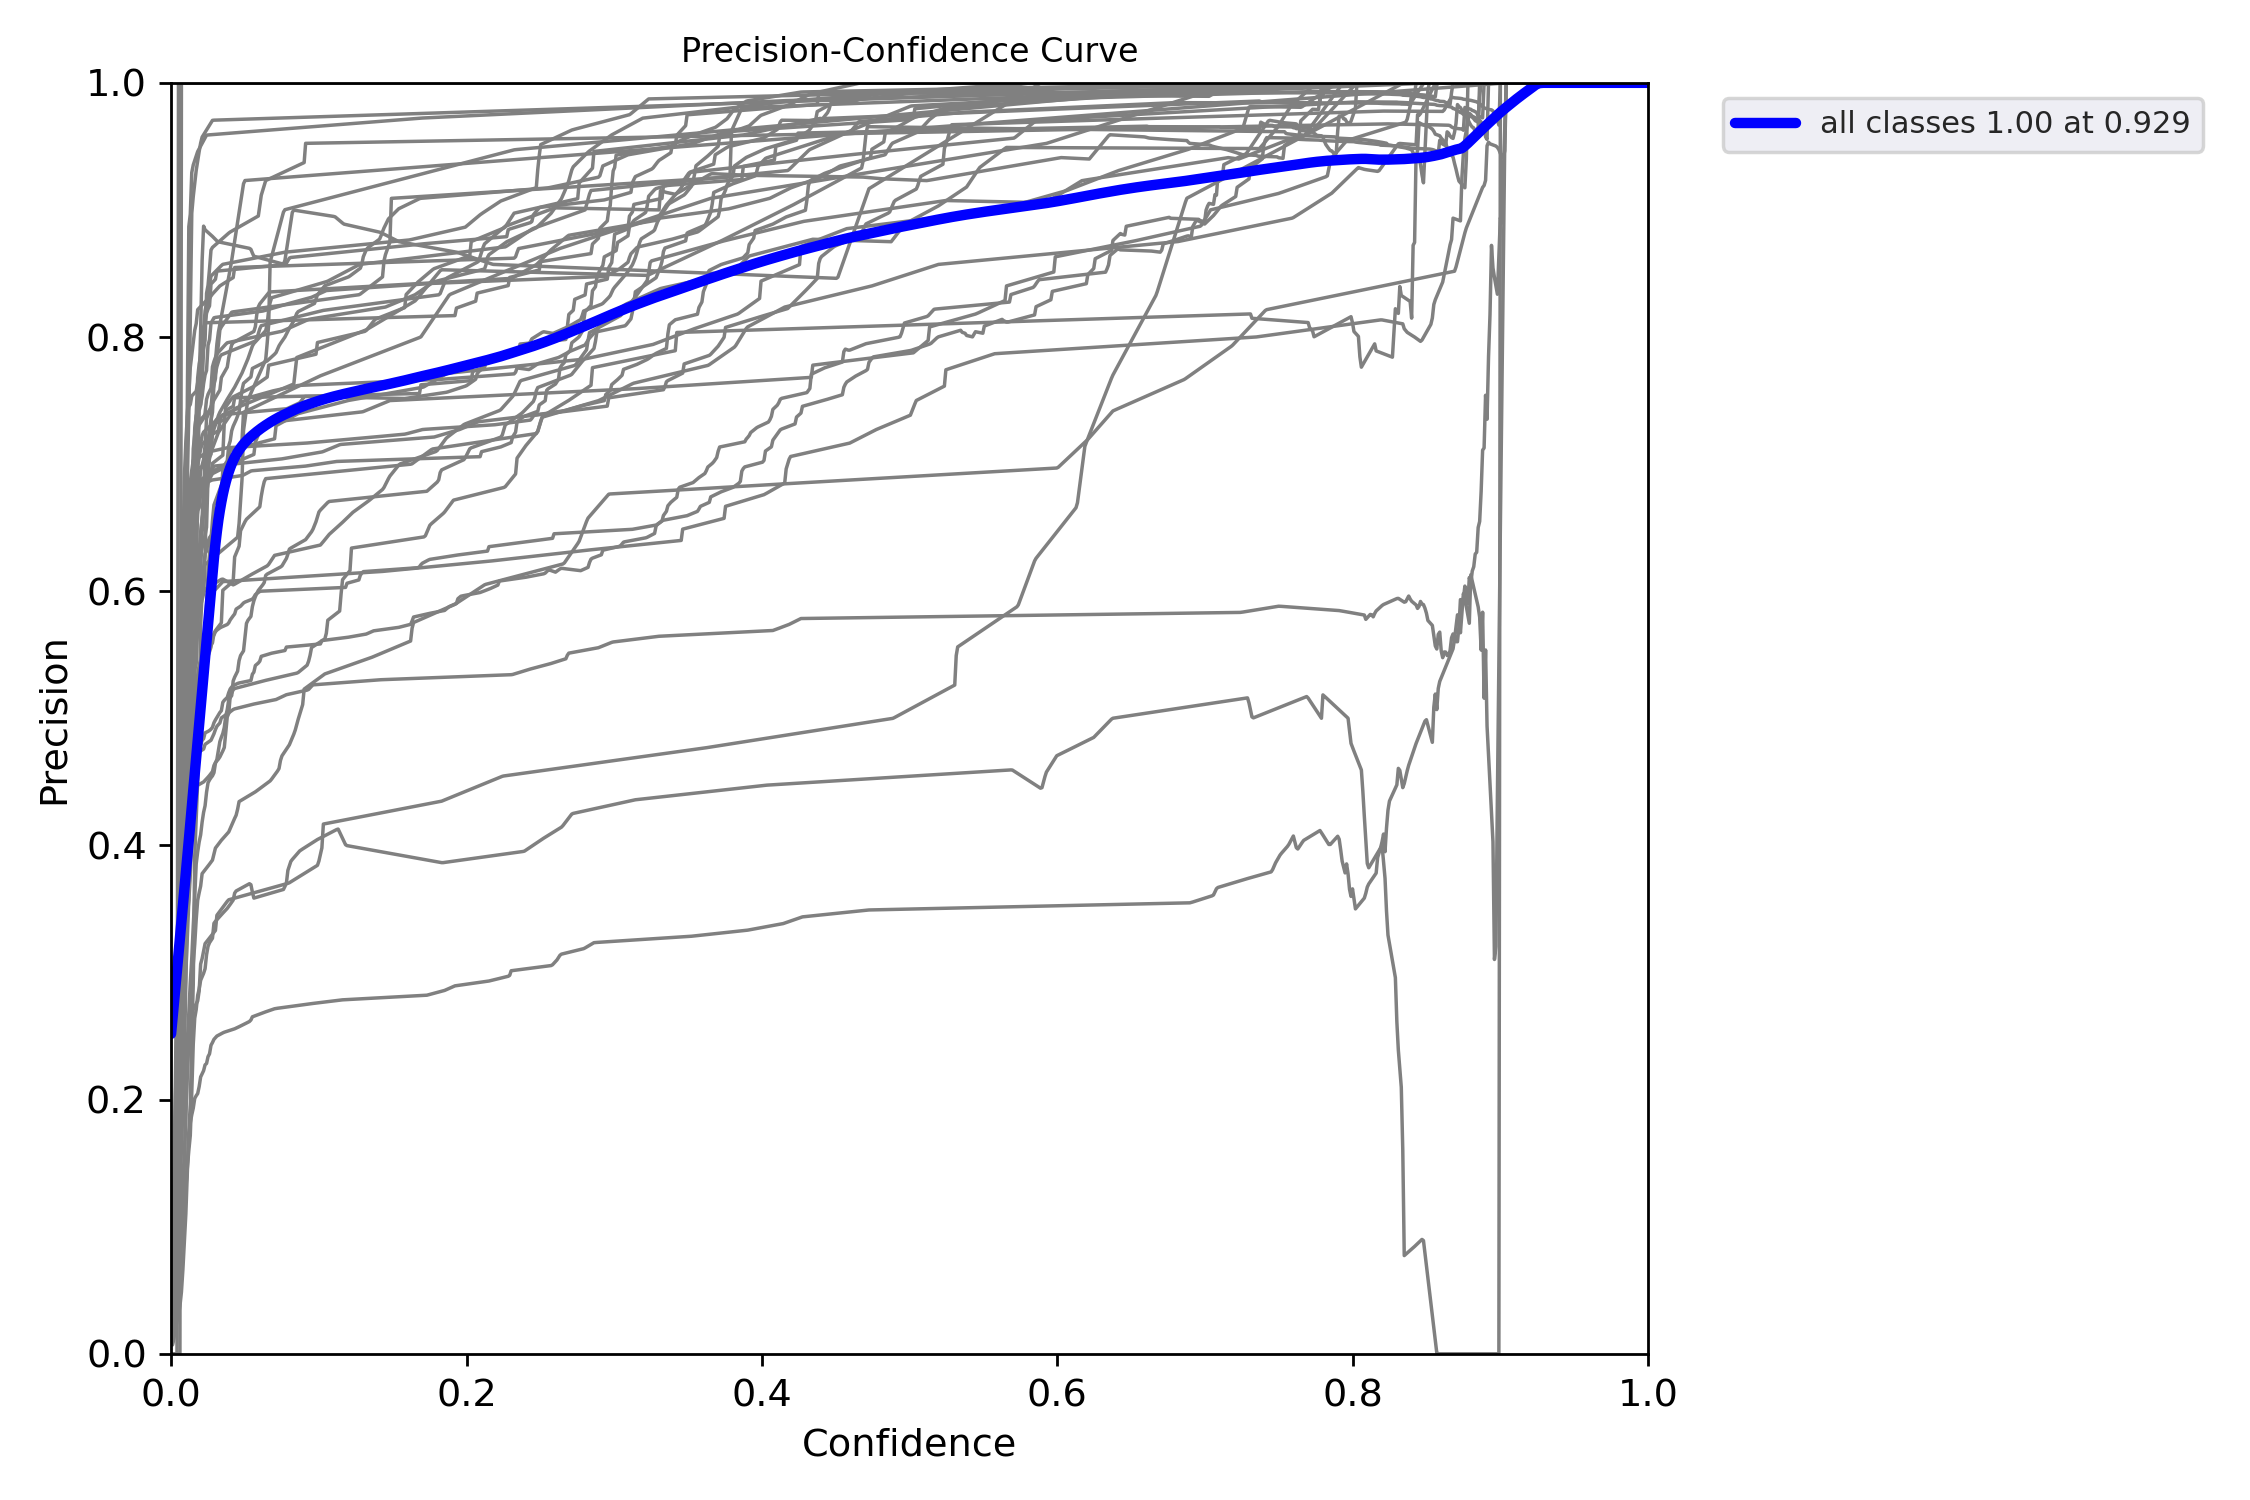 Precision-Confidence Curve
1.0
0.8
0.6
0.4
0.2
0.0
Precision
0.0 0.2 0.4 0.6 0.8 1.0
Confidence
all classes 1.00 at 0.929